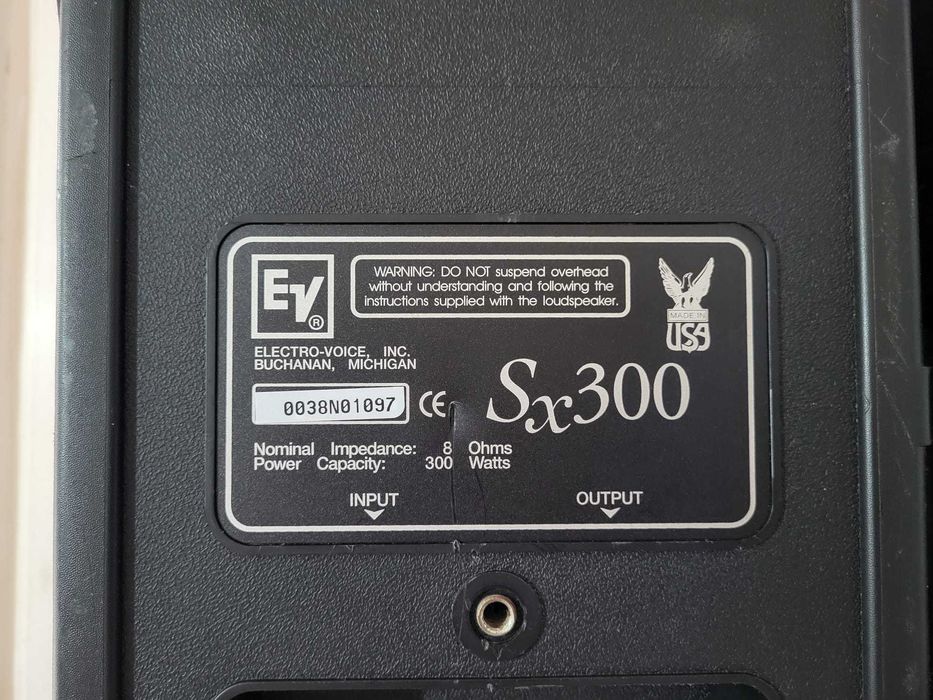 EV®
WARNING: DO NOT suspend overhead
without understanding and following the
instructions supplied with the loudspeaker.
MADE IN
USA
ELECTRO-VOICE, INC.
BUCHANAN, MICHIGAN
0038N01097
CE
Sx300
Nominal Impedance: 8 Ohms
Power Capacity: 300 Watts
INPUT
OUTPUT